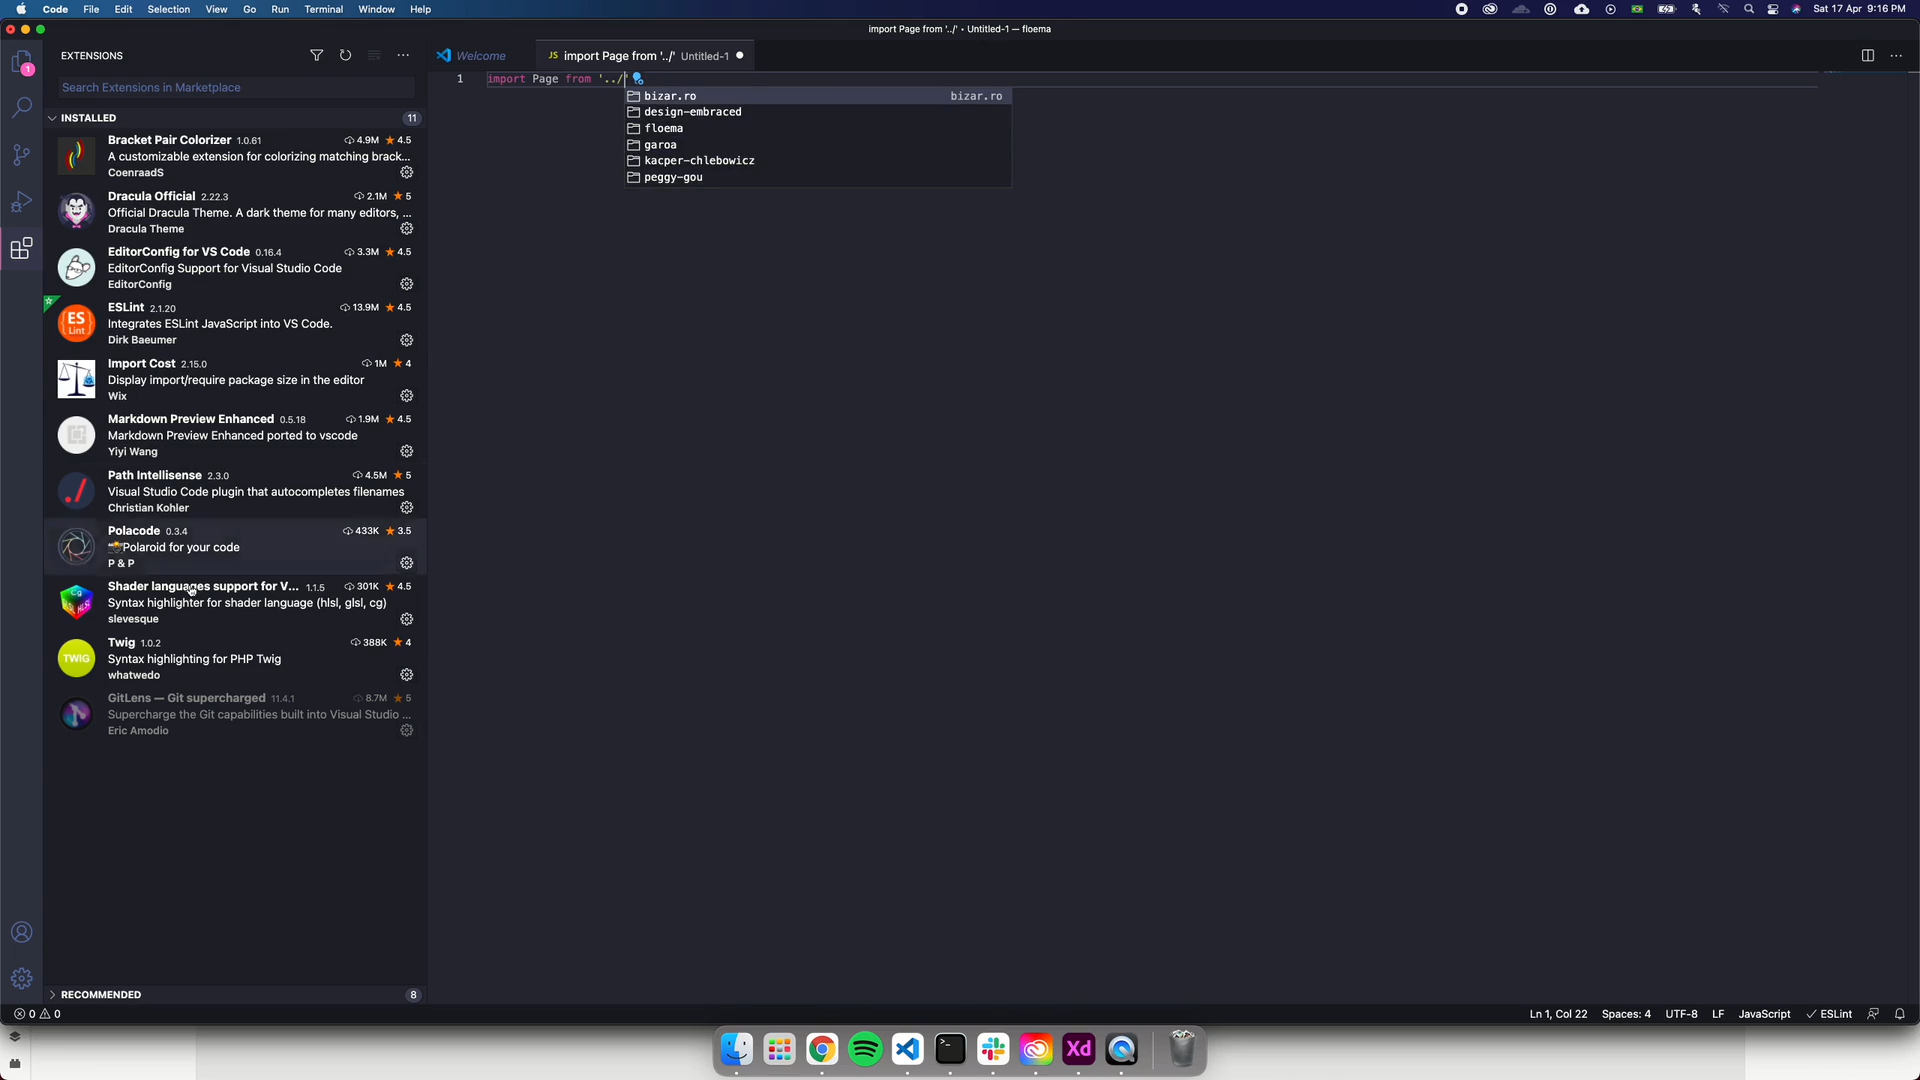 Code File Edit Selection View Go Run Terminal Window Help
Sat 17 Apr 9:16 PM
import Page from '../' • Untitled-1 — floema
EXTENSIONS
Welcome
JS import Page from '../' Untitled-1
1 import Page from '../'
Search Extensions in Marketplace
bizar.ro bizar.ro
design-embraced
floema
garoa
kacper-chlebowicz
peggy-gou
INSTALLED 11
Bracket Pair Colorizer 1.0.61 4.9M 4.5
A customizable extension for colorizing matching brack...
CoenraadS
Dracula Official 2.22.3 2.1M 5
Official Dracula Theme. A dark theme for many editors, ...
Dracula Theme
EditorConfig for VS Code 0.16.4 3.3M 4.5
EditorConfig Support for Visual Studio Code
EditorConfig
ES Lint
ESLint 2.1.20 13.9M 4.5
Integrates ESLint JavaScript into VS Code.
Dirk Baeumer
Import Cost 2.15.0 1M 4
Display import/require package size in the editor
Wix
Markdown Preview Enhanced 0.5.18 1.9M 4.5
Markdown Preview Enhanced ported to vscode
Yiyi Wang
Path Intellisense 2.3.0 4.5M 5
Visual Studio Code plugin that autocompletes filenames
Christian Kohler
Polacode 0.3.4 433K 3.5
📸Polaroid for your code
P & P
Shader languages support for V... 1.1.5 301K 4.5
Syntax highlighter for shader language (hlsl, glsl, cg)
slevesque
TWIG
Twig 1.0.2 388K 4
Syntax highlighting for PHP Twig
whatwedo
GitLens — Git supercharged 11.4.1 8.7M 5
Supercharge the Git capabilities built into Visual Studio ...
Eric Amodio
RECOMMENDED 8
0 0
Ln 1, Col 22 Spaces: 4 UTF-8 LF JavaScript ESLint
Xd